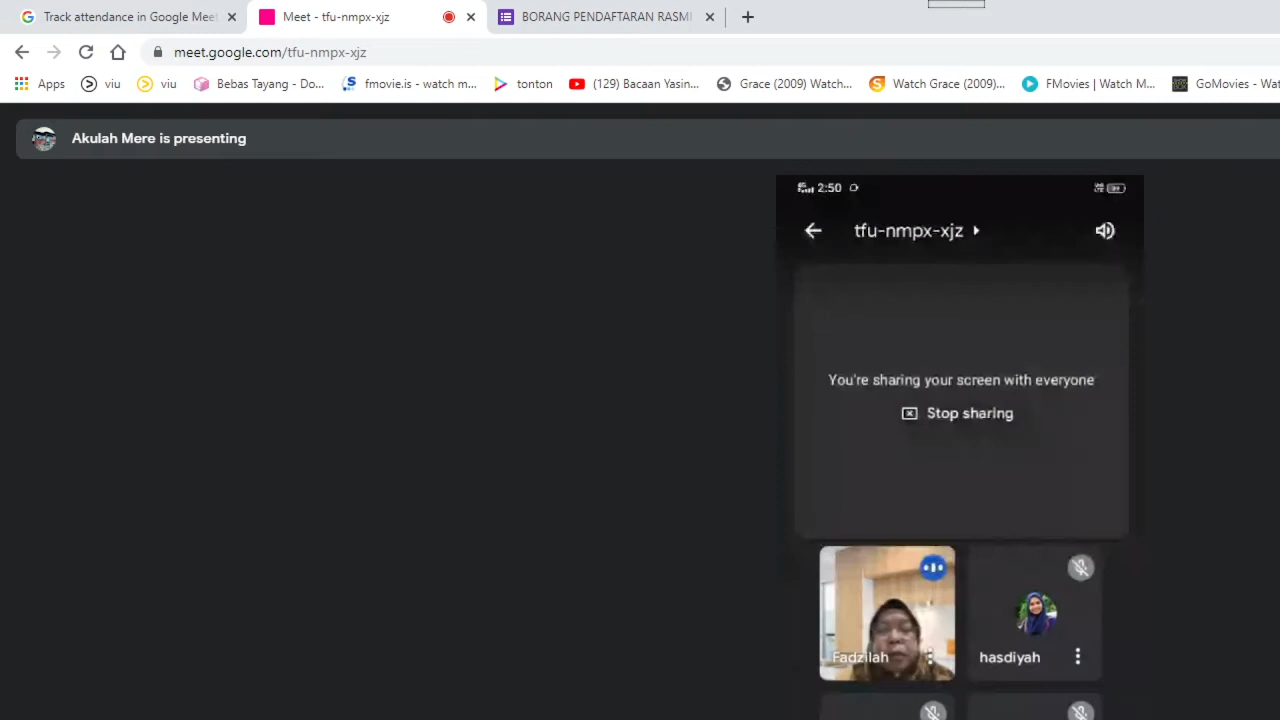 Track attendance in Google Meet
Meet - tfu-nmpx-xjz
BORANG PENDAFTARAN RASMI
meet.google.com/tfu-nmpx-xjz
Apps
viu
viu
Bebas Tayang - Do...
fmovie.is - watch m...
tonton
(129) Bacaan Yasin...
Grace (2009) Watch...
Watch Grace (2009)...
FMovies | Watch M...
GoMovies - Wat
Akulah Mere is presenting
2:50
tfu-nmpx-xjz
You're sharing your screen with everyone
Stop sharing
Fadzilah
hasdiyah